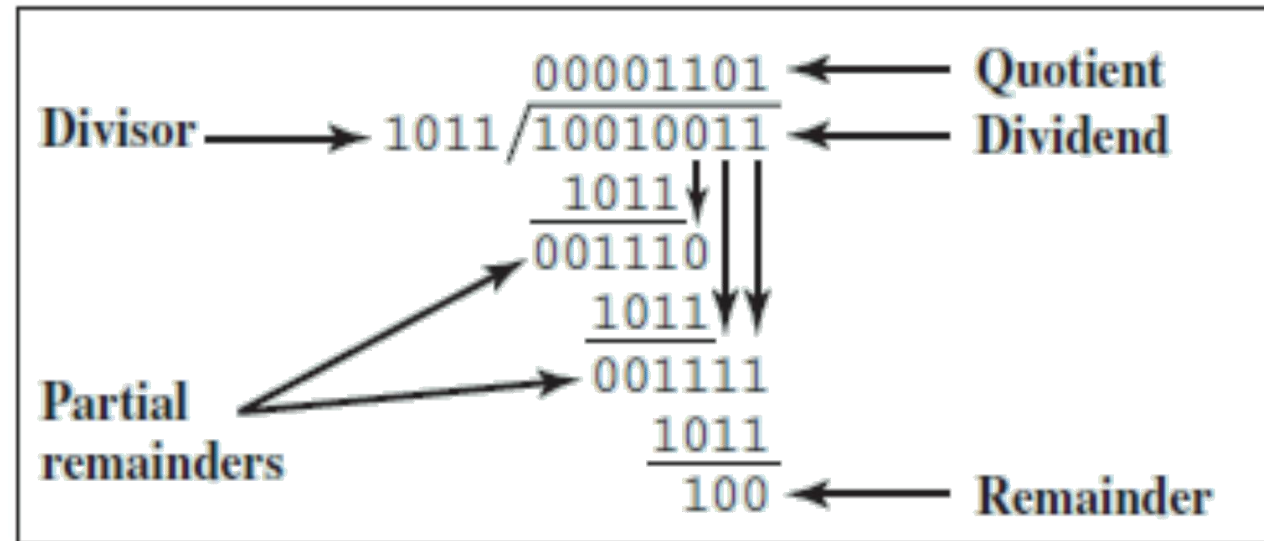 00001101 Quotient
Divisor 1011 10010011 Dividend
1011
001110
1011
Partial 001111
remainders 1011
100 Remainder